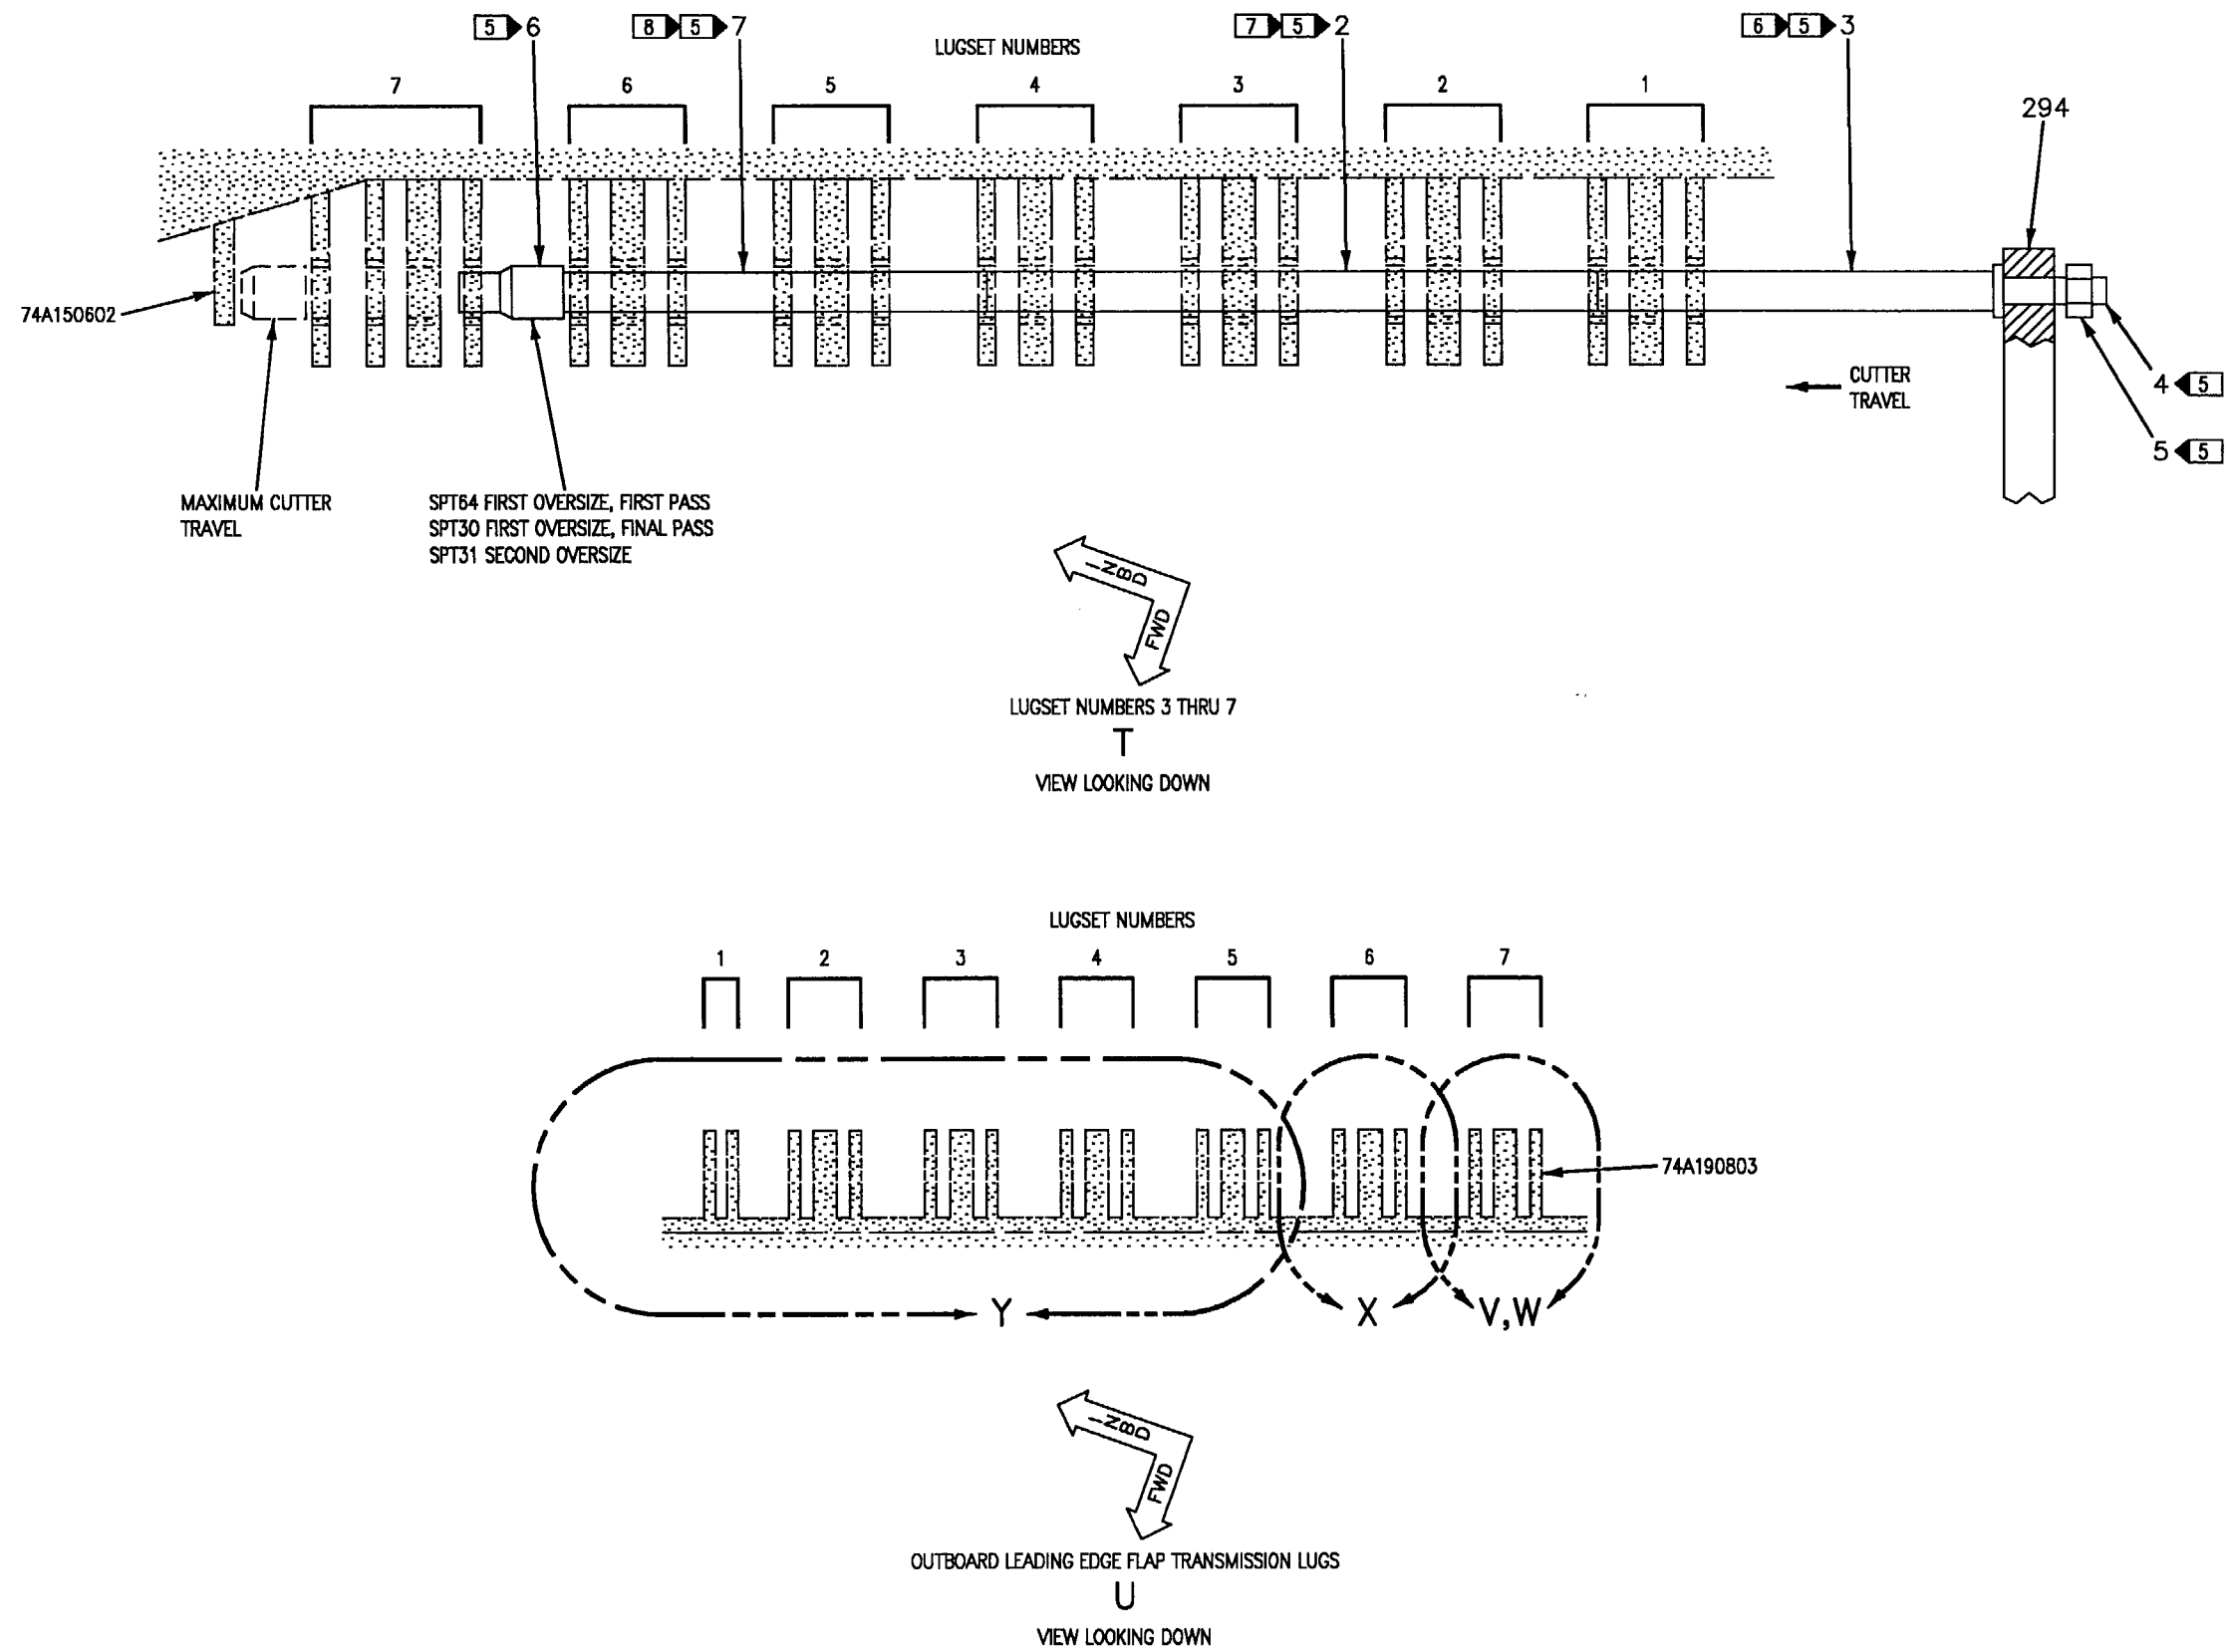 5 6
8 5 7
7 5 2
6 5 3
LUGSET NUMBERS
7 6 5 4 3 2 1
294
74A150602
CUTTER
TRAVEL
4 5
5 5
MAXIMUM CUTTER
TRAVEL
SPT64 FIRST OVERSIZE, FIRST PASS
SPT30 FIRST OVERSIZE, FINAL PASS
SPT31 SECOND OVERSIZE
INBD
FWD
LUGSET NUMBERS 3 THRU 7
T
VIEW LOOKING DOWN
LUGSET NUMBERS
1 2 3 4 5 6 7
74A190803
Y X V,W
INBD
FWD
OUTBOARD LEADING EDGE FLAP TRANSMISSION LUGS
U
VIEW LOOKING DOWN